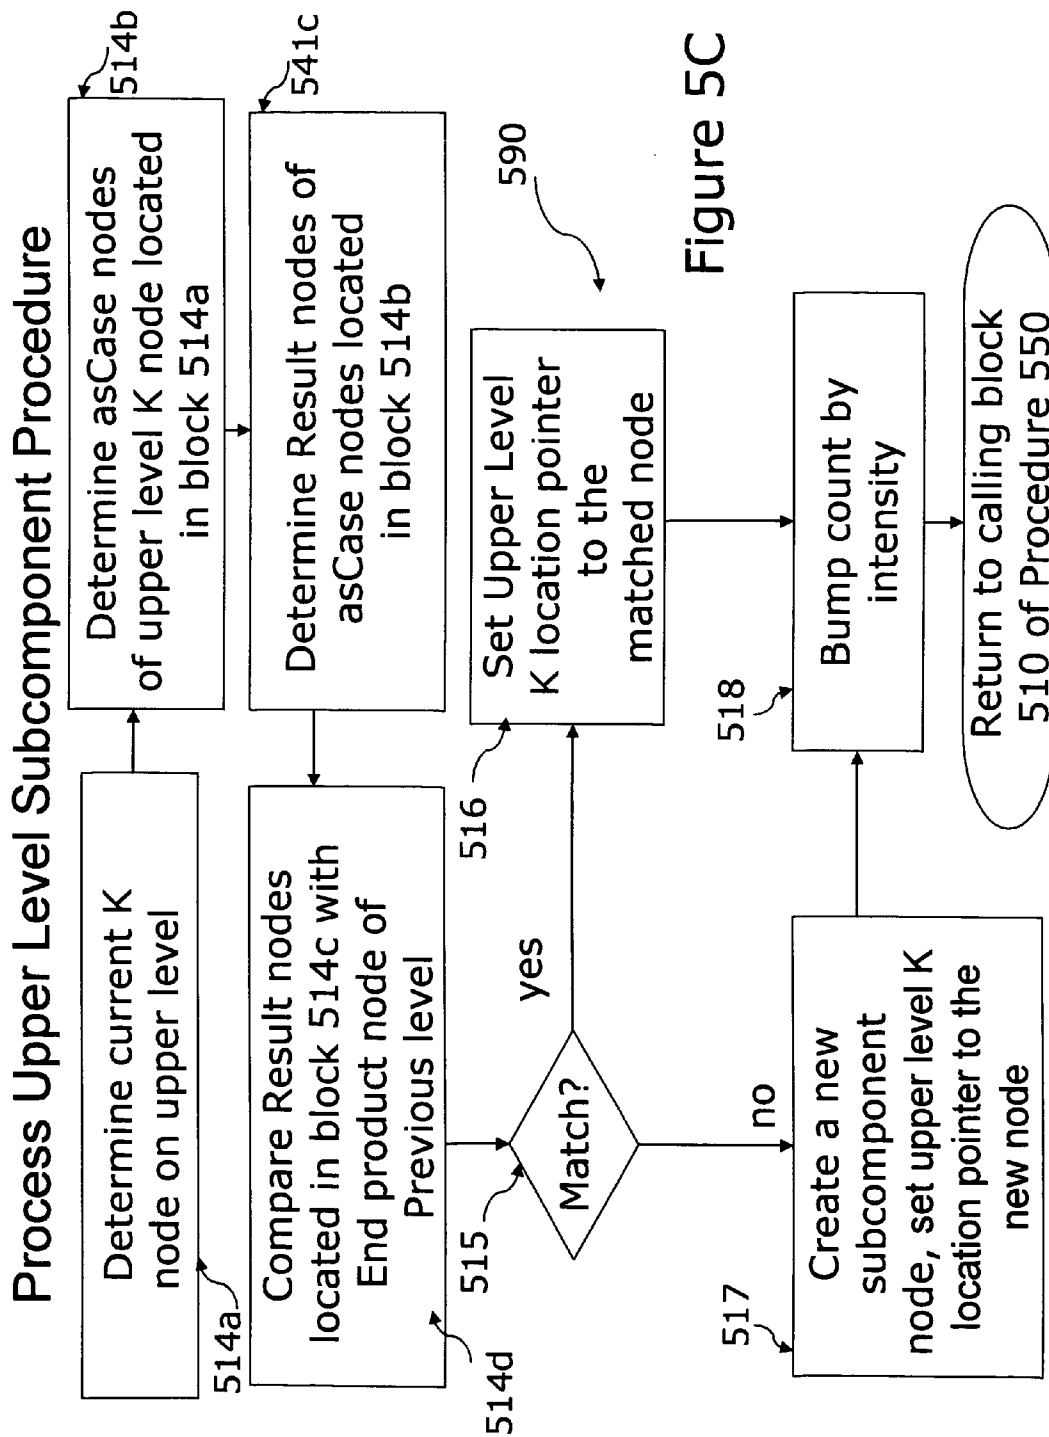 Process Upper Level Subcomponent Procedure
Determine current K
node on upper level
514a
Determine asCase nodes
of upper level K node located
in block 514a
514b
Determine Result nodes of
asCase nodes located
in block 514b
541c
Compare Result nodes
located in block 514c with
End product node of
Previous level
514d
Match?
515
yes
no
Set Upper Level
K location pointer
to the
matched node
516
590
Create a new
subcomponent
node, set upper level K
location pointer to the
new node
517
Bump count by
intensity
518
Return to calling block
510 of Procedure 550
Figure 5C